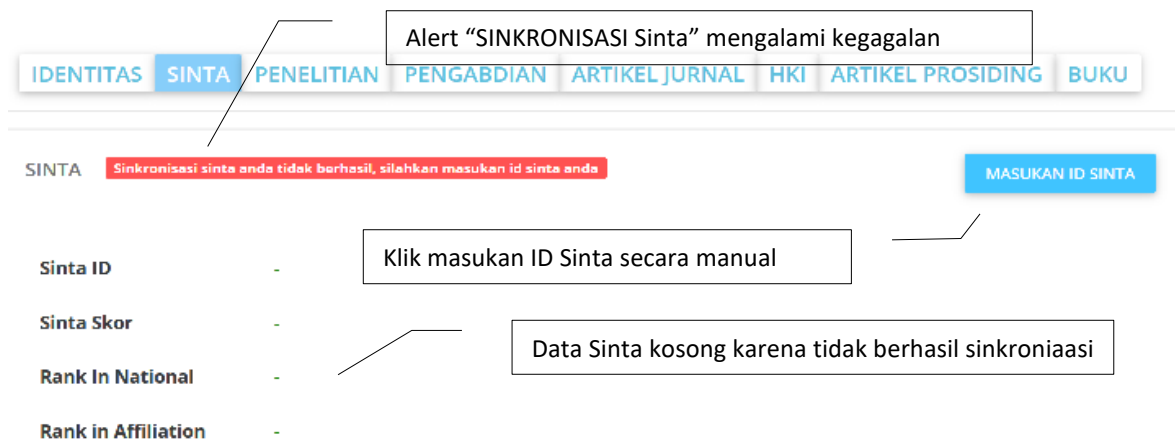 Alert “SINKRONISASI Sinta” mengalami kegagalan
IDENTITAS SINTA PENELITIAN PENGABDIAN ARTIKEL JURNAL HKI ARTIKEL PROSIDING BUKU
SINTA Sinkronisasi sinta anda tidak berhasil, silahkan masukan id sinta anda MASUKAN ID SINTA
Klik masukan ID Sinta secara manual
Sinta ID -
Sinta Skor -
Data Sinta kosong karena tidak berhasil sinkroniaasi
Rank In National -
Rank in Affiliation -